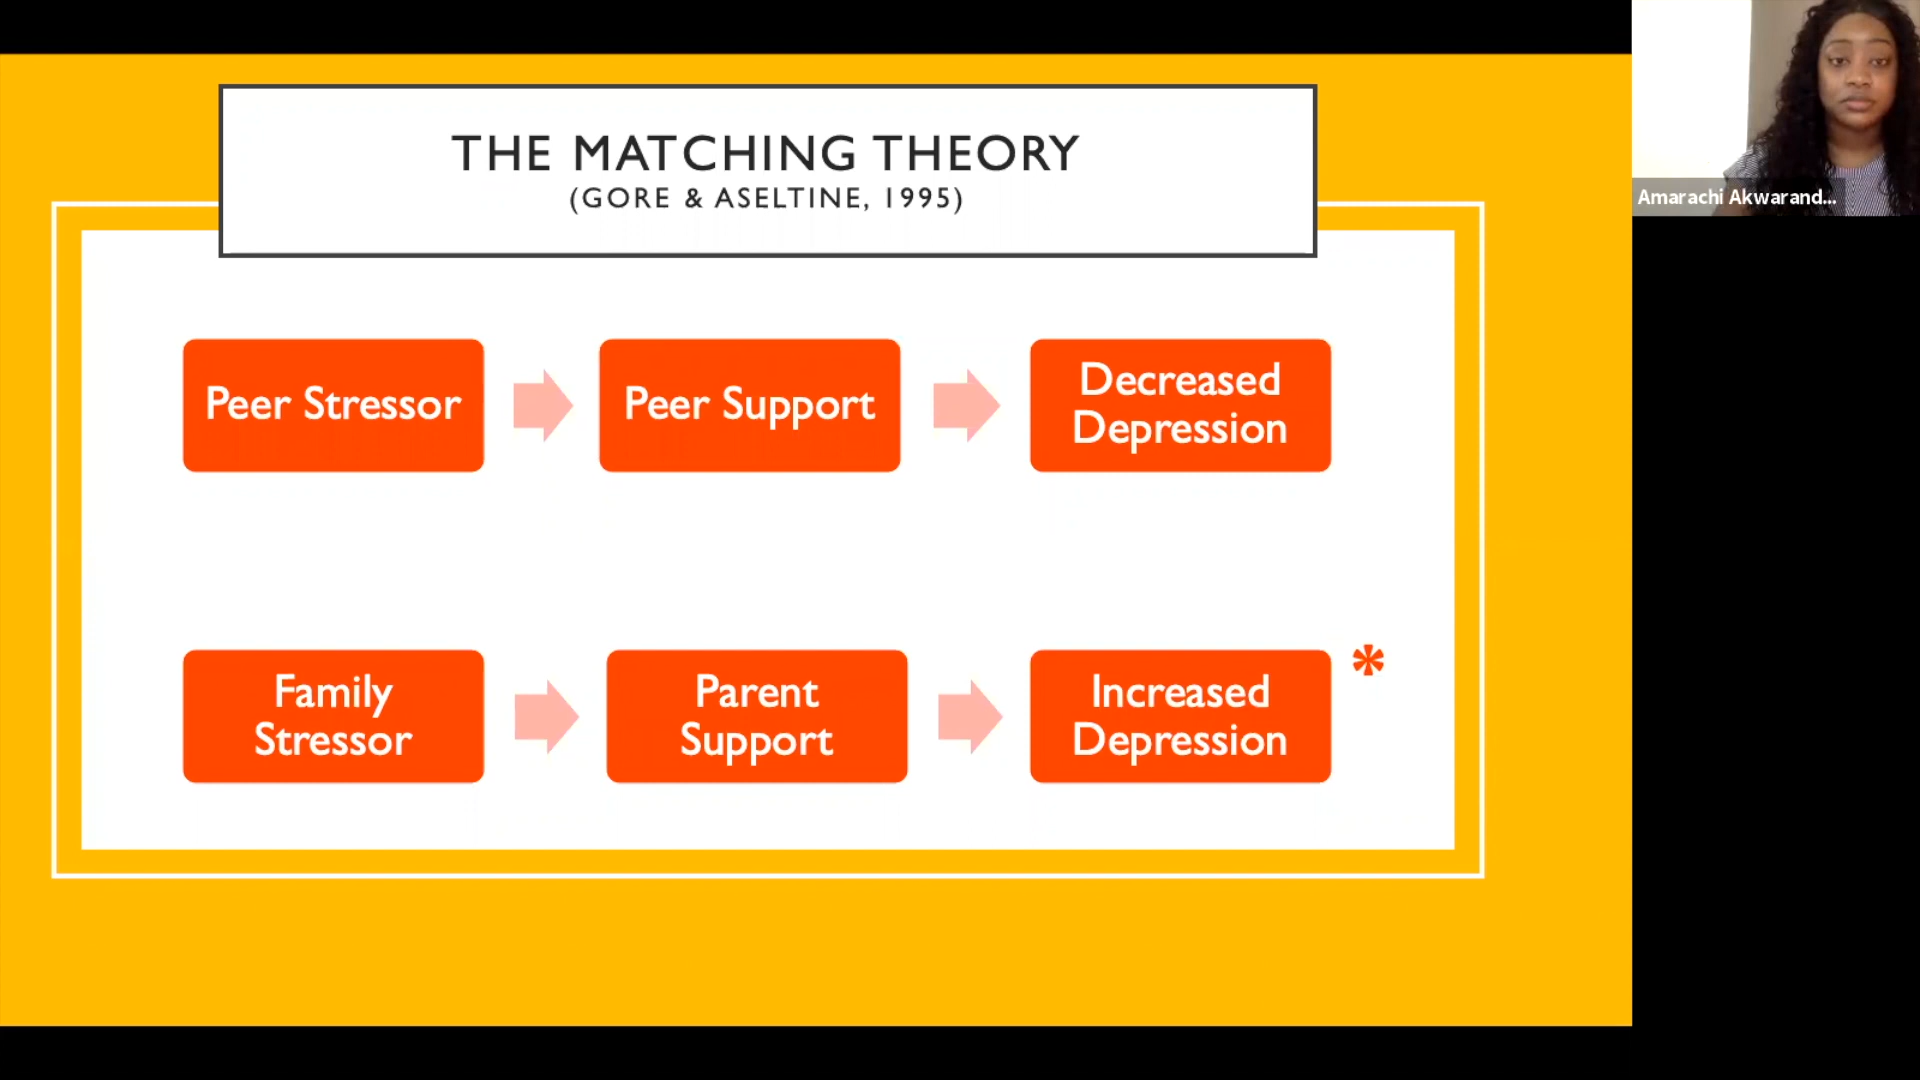 THE MATCHING THEORY
(GORE & ASELTINE, 1995)
Peer Stressor
Peer Support
Decreased
Depression
Family
Stressor
Parent
Support
Increased
Depression
*
Amarachi Akwarand...